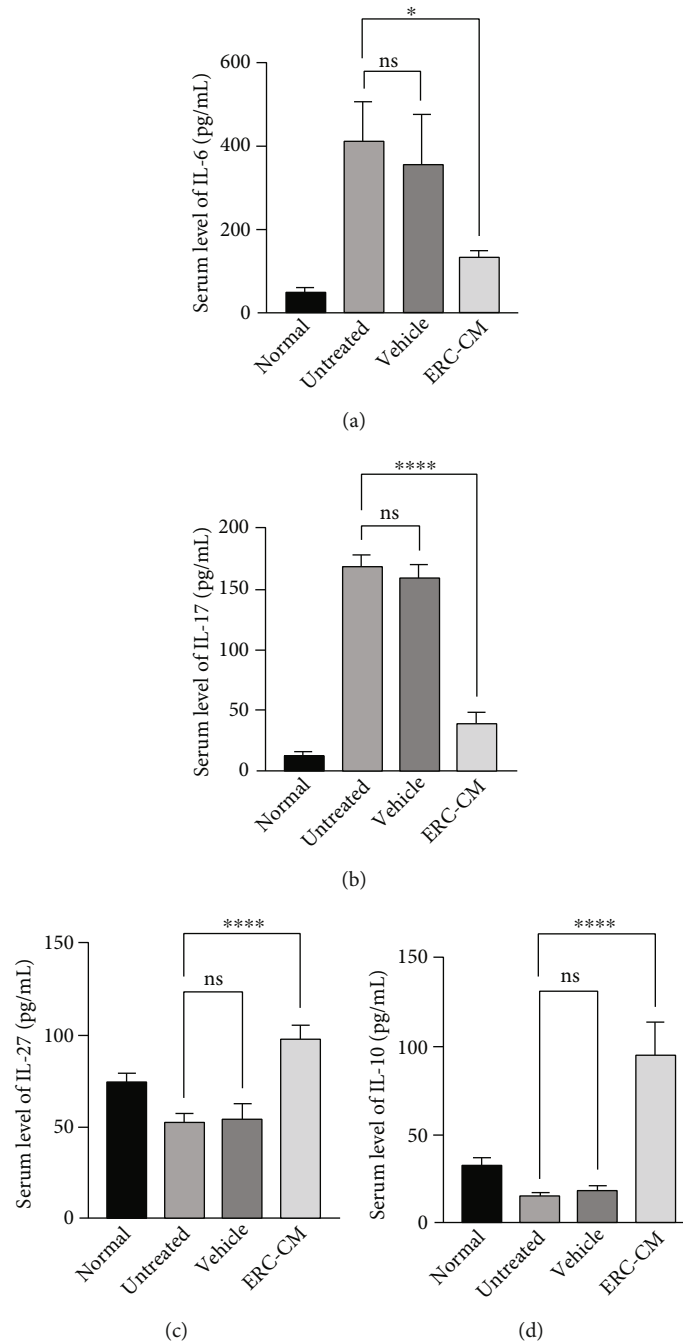 *
ns
Serum level of IL-6 (pg/mL)
600
400
200
0
Normal
Untreated
Vehicle
ERC-CM
(a)
****
ns
Serum level of IL-17 (pg/mL)
200
150
100
50
0
Normal
Untreated
Vehicle
ERC-CM
(b)
****
ns
Serum level of IL-27 (pg/mL)
150
100
50
0
Normal
Untreated
Vehicle
ERC-CM
(c)
****
ns
Serum level of IL-10 (pg/mL)
150
100
50
0
Normal
Untreated
Vehicle
ERC-CM
(d)